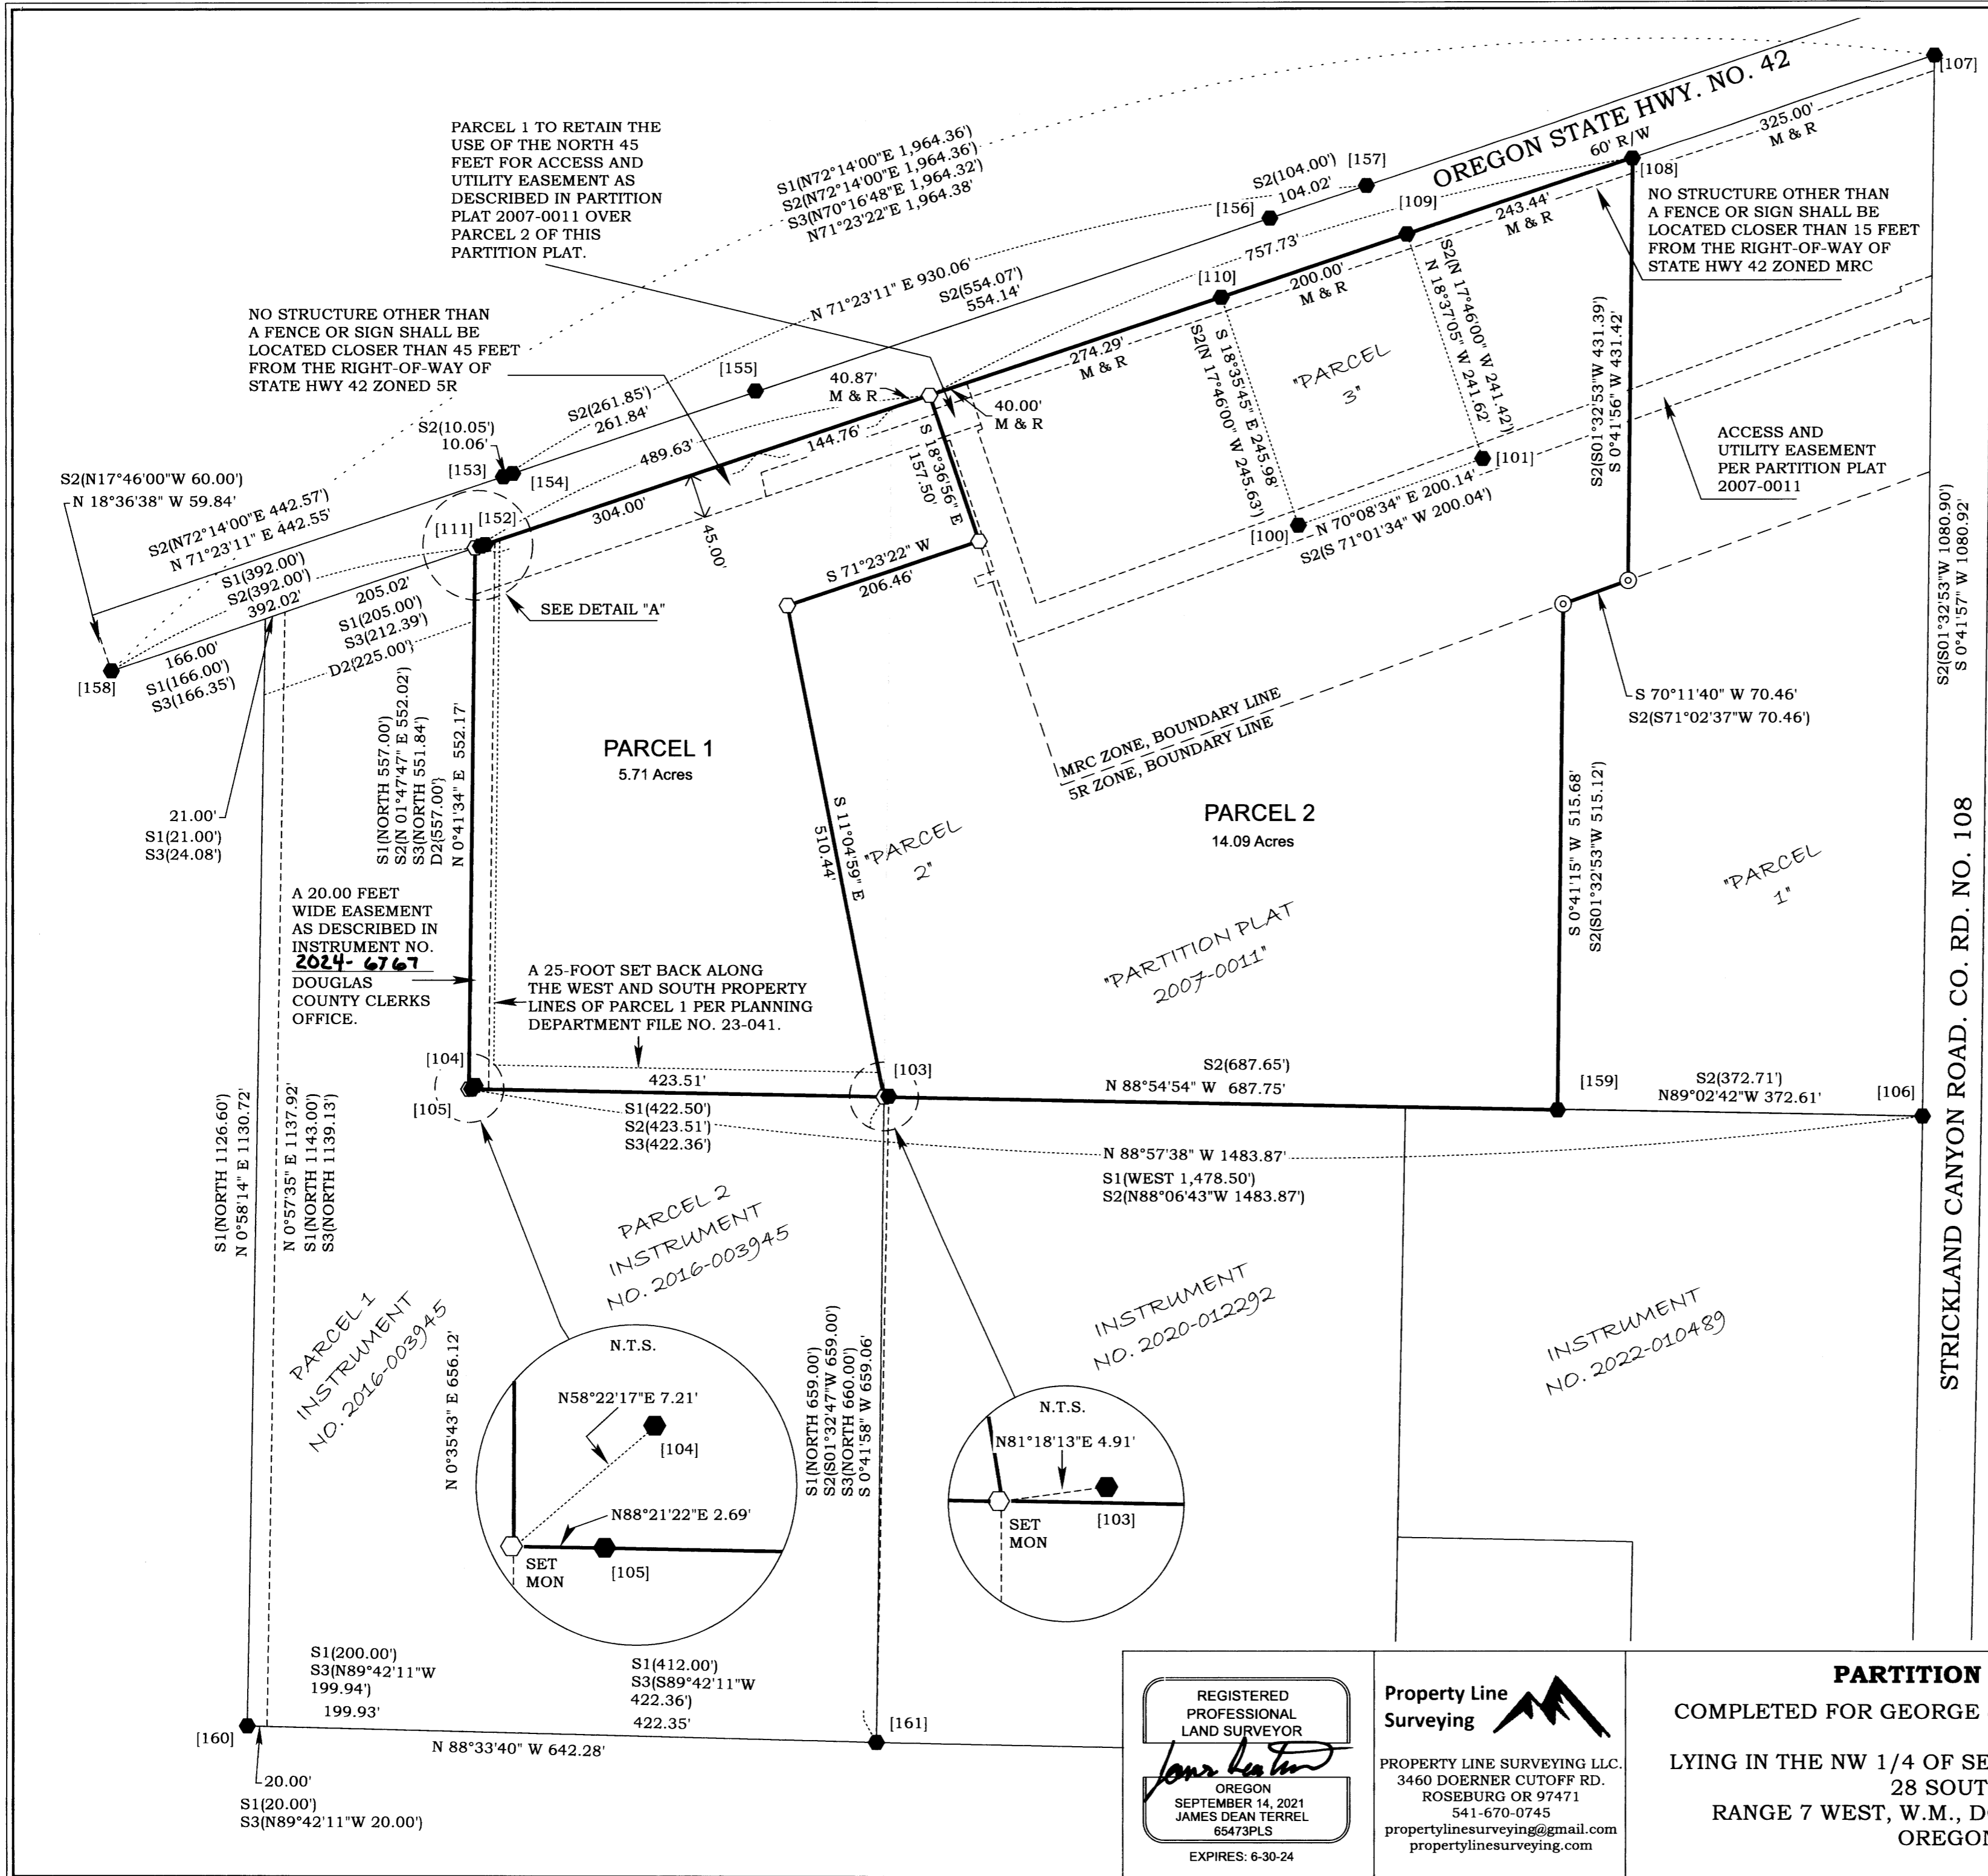 OREGON STATE HWY. NO. 42
60' R/W
[107]
325.00'
M & R
[108]
PARCEL 1 TO RETAIN THE
USE OF THE NORTH 45
FEET FOR ACCESS AND
UTILITY EASEMENT AS
DESCRIBED IN PARTITION
PLAT 2007-0011 OVER
PARCEL 2 OF THIS
PARTITION PLAT.
S1(N72°14'00"E 1,964.36')
S2(N72°14'00"E 1,964.36')
S3(N70°16'48"E 1,964.32')
N71°23'22"E 1,964.38'
S2(104.00')
104.02'
[157]
[156]
[109]
243.44'
M & R
757.73'
[110]
200.00'
M & R
NO STRUCTURE OTHER THAN
A FENCE OR SIGN SHALL BE
LOCATED CLOSER THAN 15 FEET
FROM THE RIGHT-OF-WAY OF
STATE HWY 42 ZONED MRC
N 71°23'11" E 930.06'
S2(554.07')
554.14'
NO STRUCTURE OTHER THAN
A FENCE OR SIGN SHALL BE
LOCATED CLOSER THAN 45 FEET
FROM THE RIGHT-OF-WAY OF
STATE HWY 42 ZONED 5R
[155]
40.87'
M & R
274.29'
M & R
40.00'
M & R
S 18°35'45" E 245.98'
S2(N 17°46'00" W 245.63')
"PARCEL
3"
S2(N 17°46'00" W 241.42')
N 18°37'05" W 241.62'
S2(S01°32'53"W 431.39')
S 0°41'56" W 431.42'
S2(261.85')
261.84'
S2(10.05')
10.06'
[153]
[154]
489.63'
144.76'
S 18°36'56" E
157.50'
[101]
ACCESS AND
UTILITY EASEMENT
PER PARTITION PLAT
2007-0011
S2(N17°46'00"W 60.00')
N 18°36'38" W 59.84'
S2(N72°14'00"E 442.57')
N 71°23'11" E 442.55'
[111]
[152]
304.00'
45.00'
[100]
N 70°08'34" E 200.14'
S2(S 71°01'34" W 200.04')
S1(392.00')
S2(392.00')
392.02'
205.02'
S1(205.00')
S3(212.39')
D2(225.00')
SEE DETAIL "A"
S 71°23'22" W
206.46'
[158]
166.00'
S1(166.00')
S3(166.35')
S2(S01°32'53"W 1080.90')
S 0°41'57" W 1080.92'
S 70°11'40" W 70.46'
S2(S71°02'37"W 70.46')
MRC ZONE, BOUNDARY LINE
5R ZONE, BOUNDARY LINE
PARCEL 1
5.71 Acres
PARCEL 2
14.09 Acres
21.00'
S1(21.00')
S3(24.08')
S1(NORTH 557.00')
S2(N 01°47'47" E 552.02')
S3(NORTH 551.84')
D2(557.00')
N 0°41'34" E 552.17'
S 11°04'59" E
510.44'
"PARCEL
2"
"PARTITION PLAT
2007-0011"
S 0°41'15" W 515.68'
S2(S01°32'53"W 515.12')
"PARCEL
1"
STRICKLAND CANYON ROAD. CO. RD. NO. 108
A 20.00 FEET
WIDE EASEMENT
AS DESCRIBED IN
INSTRUMENT NO.
2024- 6767
DOUGLAS
COUNTY CLERKS
OFFICE.
A 25-FOOT SET BACK ALONG
THE WEST AND SOUTH PROPERTY
LINES OF PARCEL 1 PER PLANNING
DEPARTMENT FILE NO. 23-041.
[104]
[105]
423.51'
[103]
S2(687.65')
N 88°54'54" W 687.75'
[159]
S2(372.71')
N89°02'42"W 372.61'
[106]
S1(422.50')
S2(423.51')
S3(422.36')
N 88°57'38" W 1483.87'
S1(WEST 1,478.50')
S2(N88°06'43"W 1483.87')
S1(NORTH 1126.60')
N 0°58'14" E 1130.72'
N 0°57'35" E 1137.92'
S1(NORTH 1143.00')
S3(NORTH 1139.13')
PARCEL 2
INSTRUMENT
NO. 2016-003945
INSTRUMENT
NO. 2020-012292
INSTRUMENT
NO. 2022-010489
PARCEL 1
INSTRUMENT
NO. 2016-003945
N 0°35'43" E 656.12'
N.T.S.
N58°22'17"E 7.21'
[104]
N88°21'22"E 2.69'
SET
MON
[105]
S1(NORTH 659.00')
S2(S01°32'47"W 659.00')
S3(NORTH 660.00')
S 0°41'58" W 659.06'
N.T.S.
N81°18'13"E 4.91'
SET
MON
[103]
S1(200.00')
S3(N89°42'11"W
199.94')
199.93'
S1(412.00')
S3(S89°42'11"W
422.36')
422.35'
[160]
N 88°33'40" W 642.28'
[161]
20.00'
S1(20.00')
S3(N89°42'11"W 20.00')
REGISTERED
PROFESSIONAL
LAND SURVEYOR
OREGON
SEPTEMBER 14, 2021
JAMES DEAN TERREL
65473PLS
EXPIRES: 6-30-24
Property Line
Surveying
PROPERTY LINE SURVEYING LLC.
3460 DOERNER CUTOFF RD.
ROSEBURG OR 97471
541-670-0745
propertylinesurveying@gmail.com
propertylinesurveying.com
PARTITION
COMPLETED FOR GEORGE
LYING IN THE NW 1/4 OF SE
28 SOUT
RANGE 7 WEST, W.M., D
OREGON